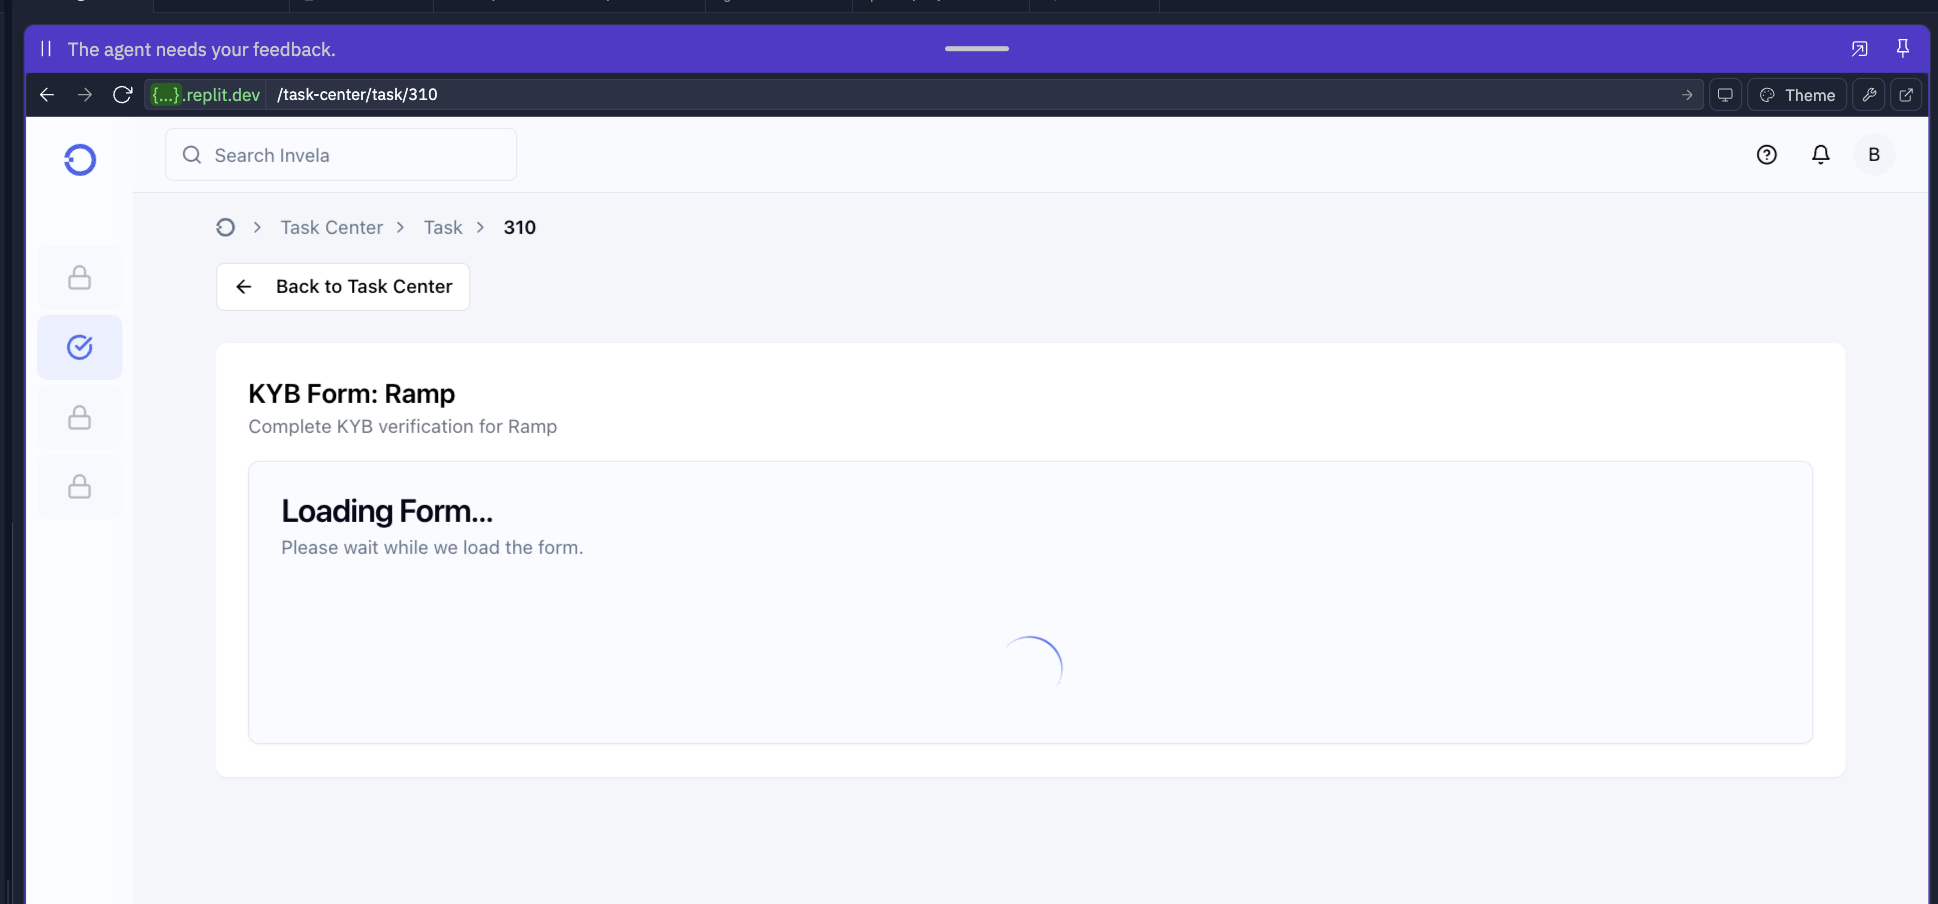 The agent needs your feedback.
{...}.replit.dev /task-center/task/310
Theme
Search Invela
B
Task Center > Task > 310
Back to Task Center
KYB Form: Ramp
Complete KYB verification for Ramp
Loading Form...
Please wait while we load the form.